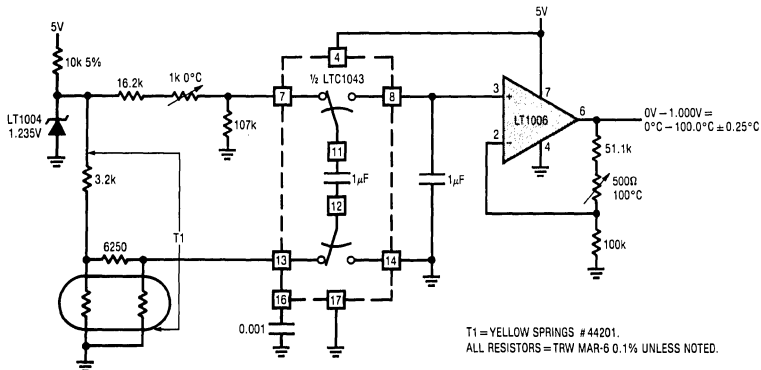 5V
10k 5%
16.2k
1k 0°C
LT1004
1.235V
107k
3.2k
T1
6250
4
½ LTC1043
7
8
11
1μF
12
1μF
13
14
16
17
0.001
5V
3
+
7
LT1006
6
2
−
4
0V – 1.000V =
0°C – 100.0°C ± 0.25°C
51.1k
500Ω
100°C
100k
T1 = YELLOW SPRINGS #44201.
ALL RESISTORS = TRW MAR-6 0.1% UNLESS NOTED.